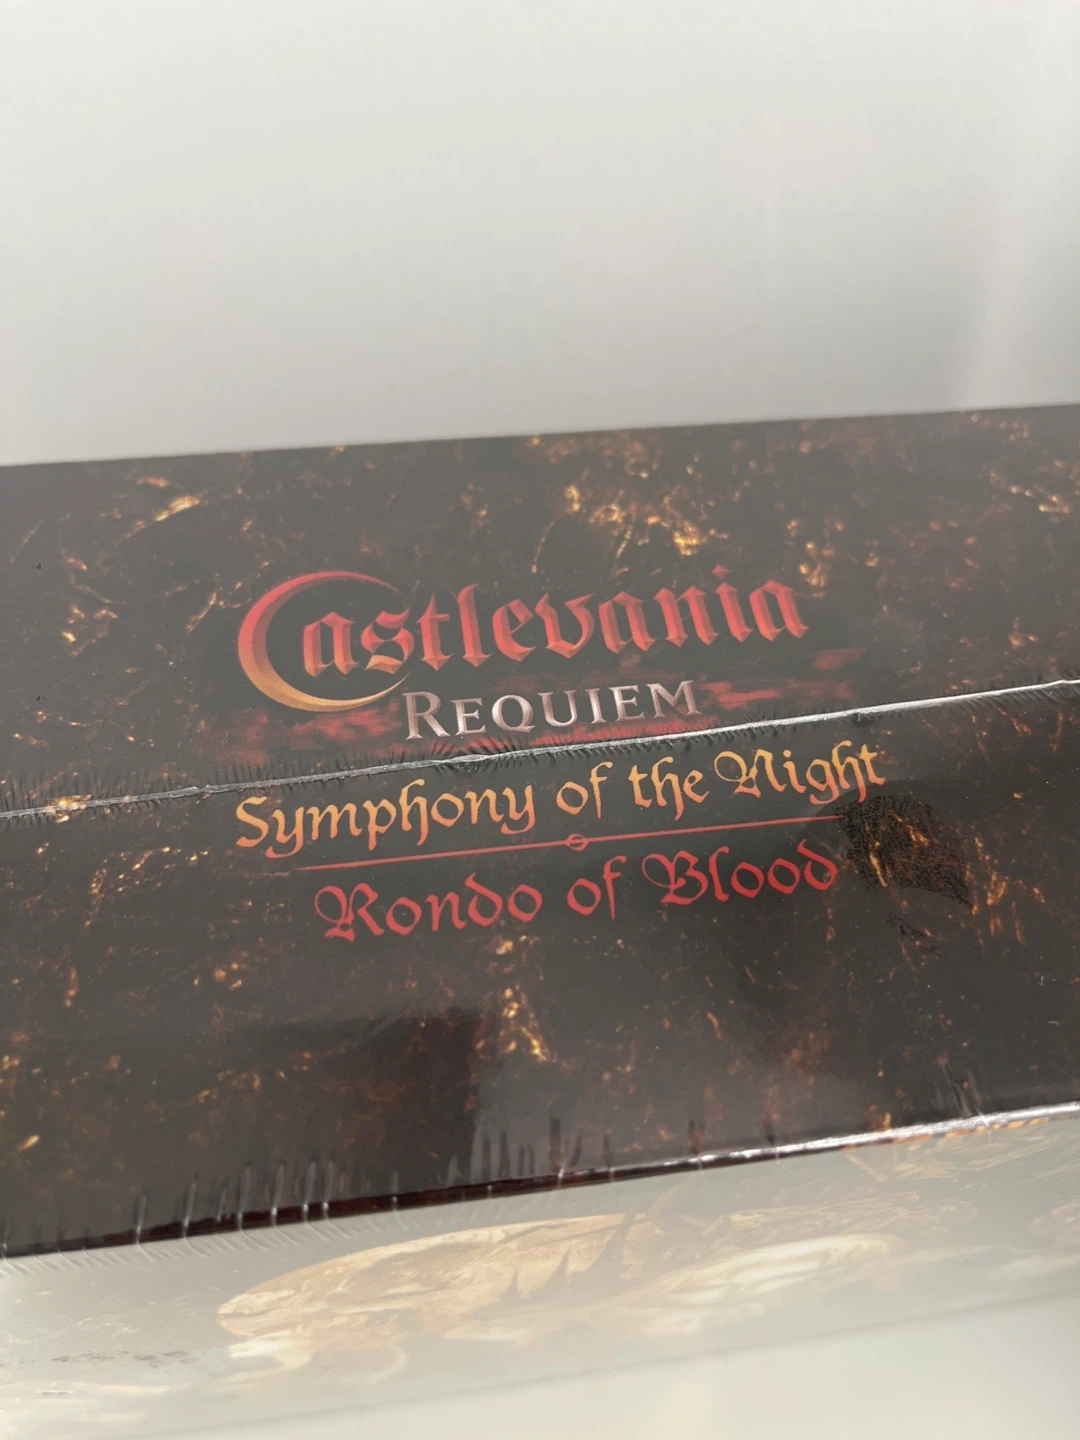 Castlevania
REQUIEM
Symphony of the Night
Rondo of Blood